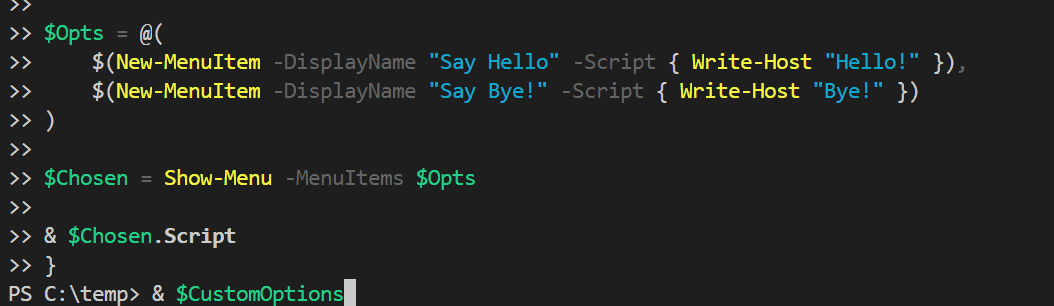 >>
>> $Opts = @(
>>     $(New-MenuItem -DisplayName "Say Hello" -Script { Write-Host "Hello!" }),
>>     $(New-MenuItem -DisplayName "Say Bye!" -Script { Write-Host "Bye!" })
>> )
>>
>> $Chosen = Show-Menu -MenuItems $Opts
>>
>> & $Chosen.Script
>> }
PS C:\temp> & $CustomOptions